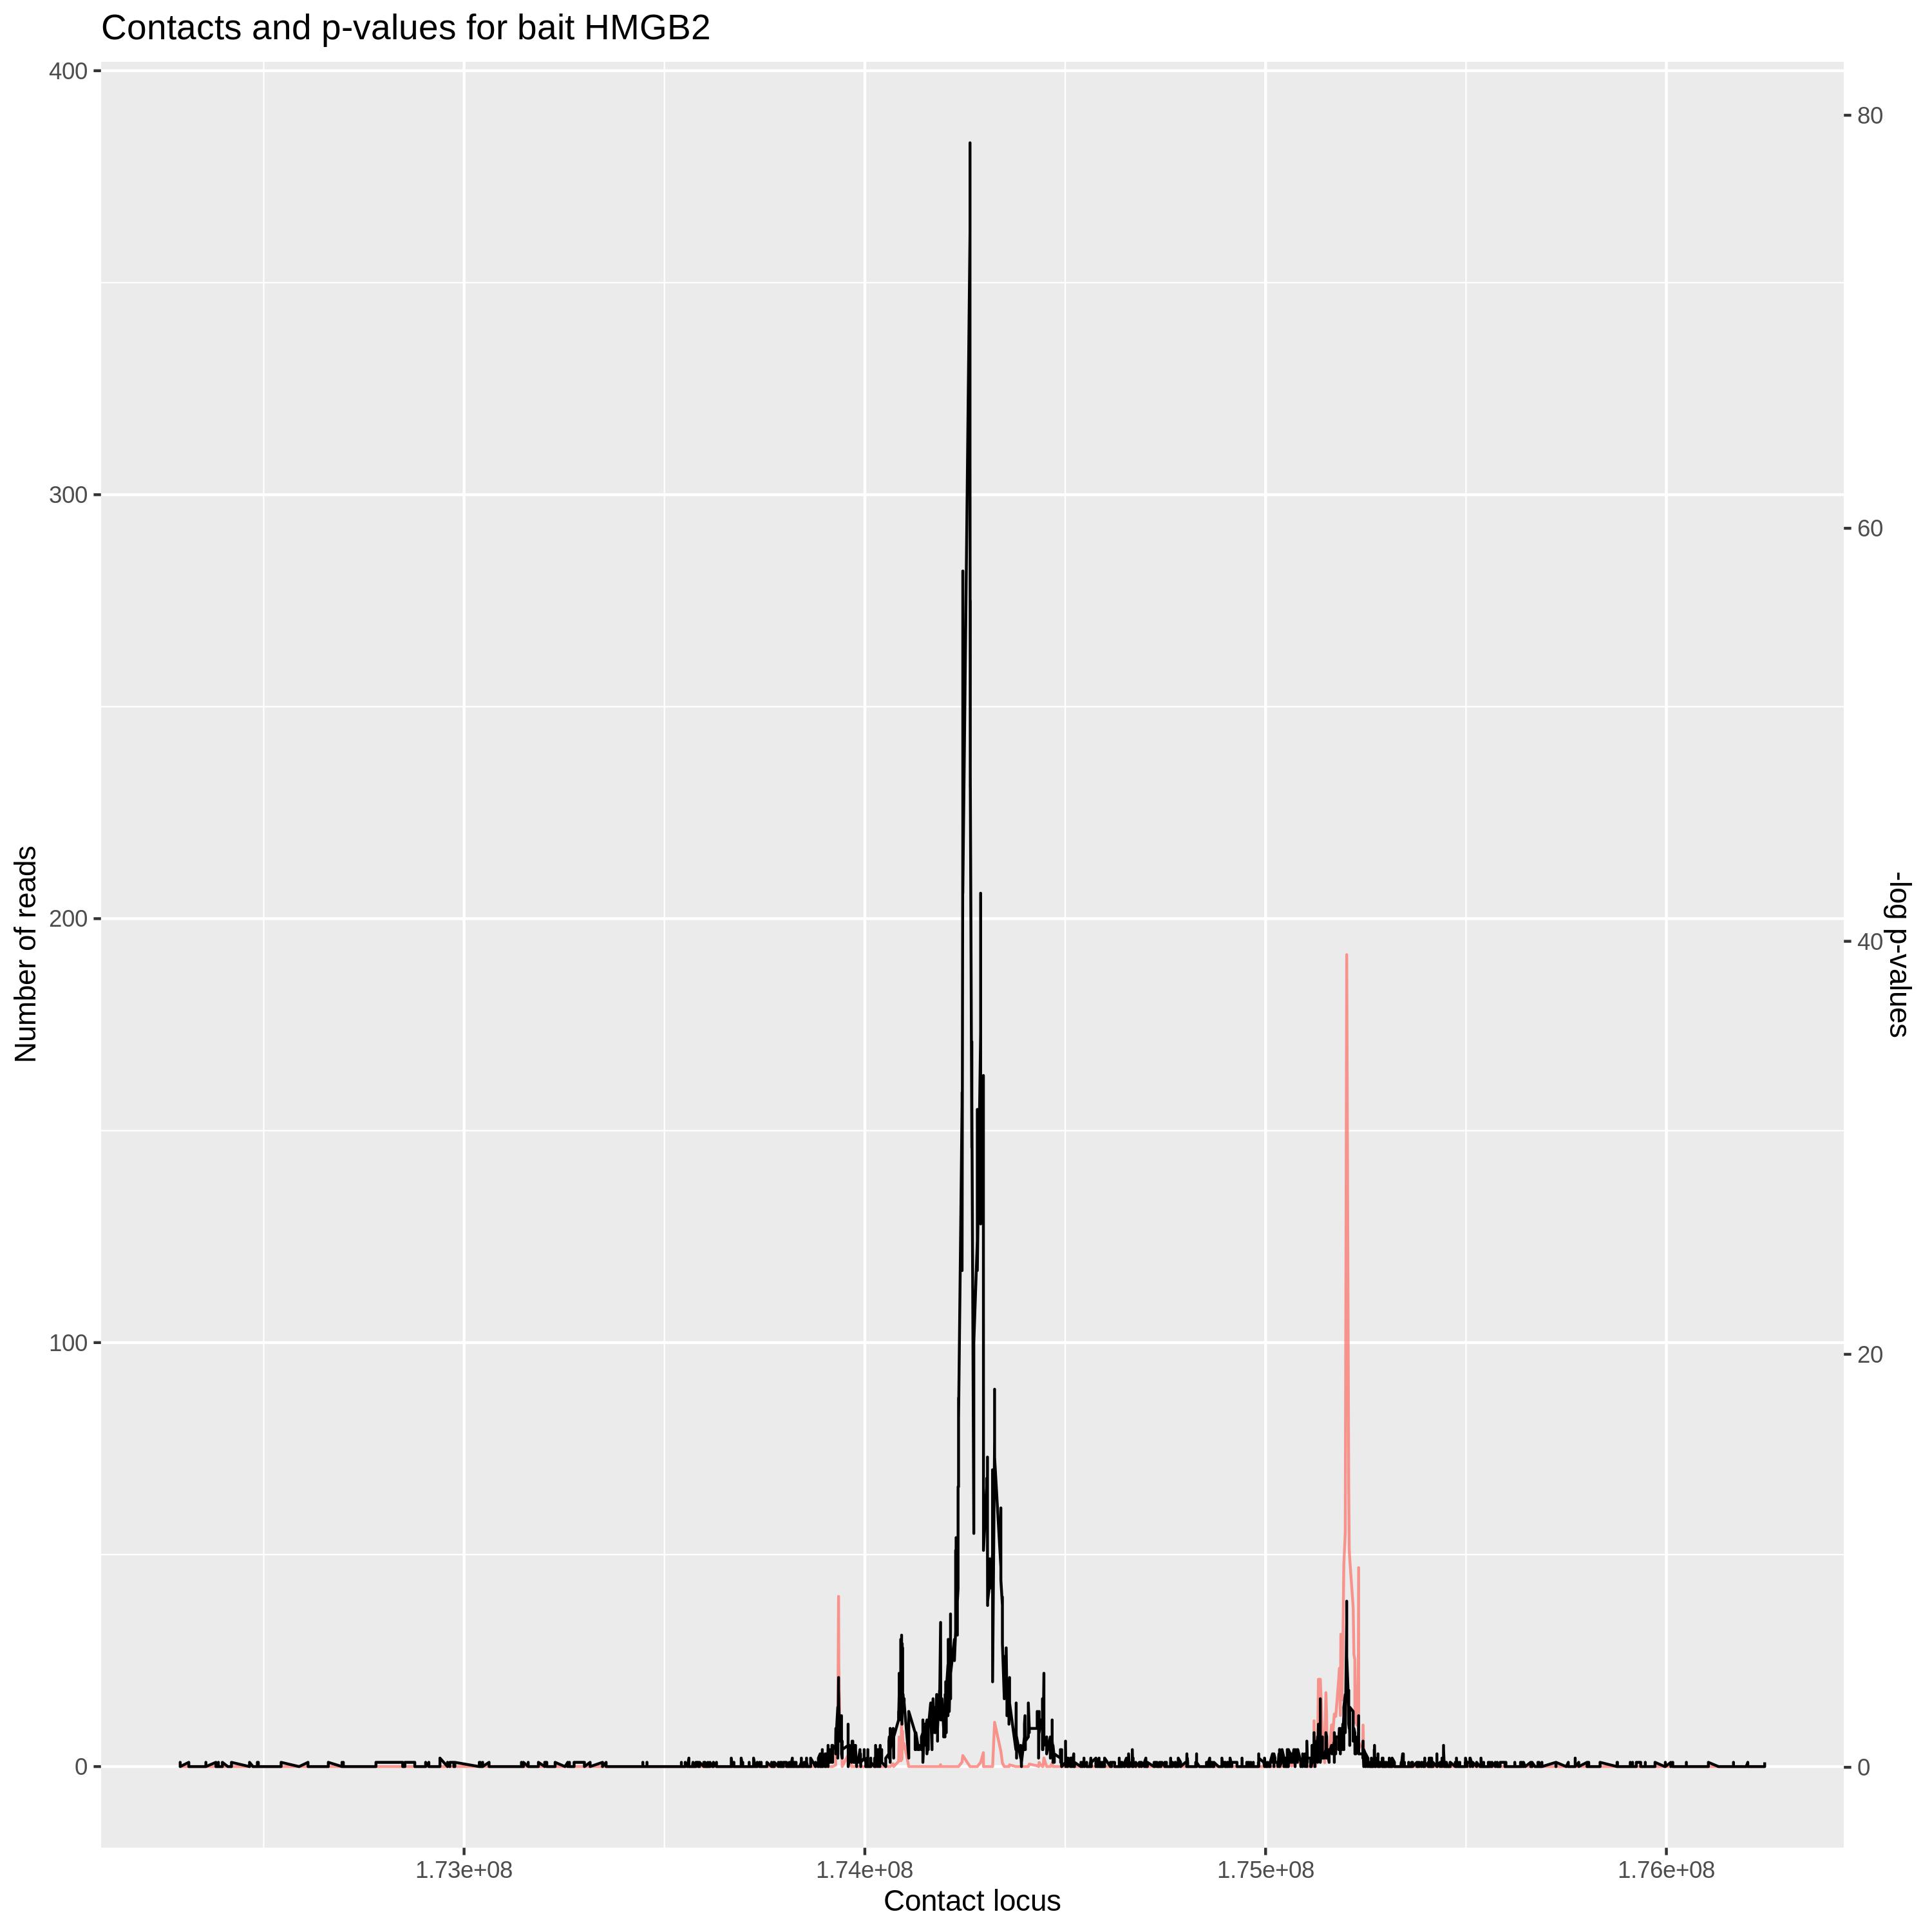 Contacts and p-values for bait HMGB2
400
300
200
100
0
Number of reads
80
60
40
20
0
-log p-values
1.73e+08
1.74e+08
1.75e+08
1.76e+08
Contact locus